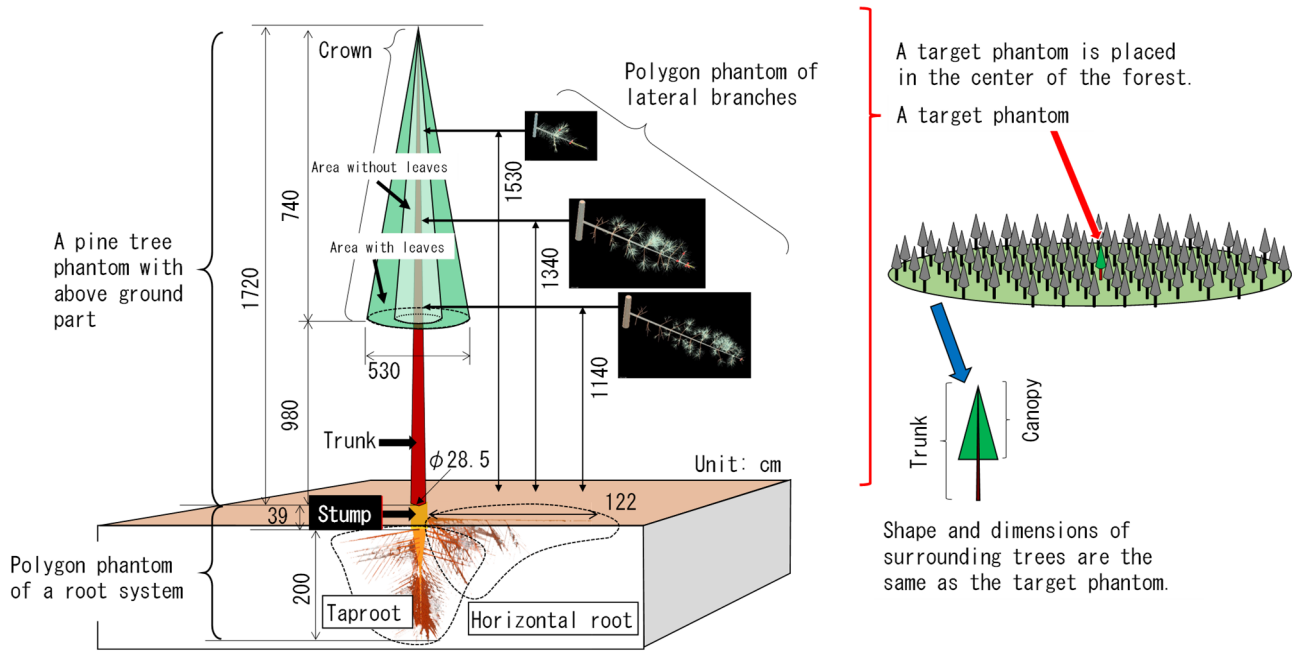 Crown
Polygon phantom of
lateral branches
Area without leaves
Area with leaves
1530
1340
1140
740
1720
980
530
A pine tree
phantom with
above ground
part
Trunk
φ28.5
Unit: cm
Stump
39
122
Polygon phantom
of a root system
200
Taproot
Horizontal root
A target phantom is placed
in the center of the forest.
A target phantom
Trunk
Canopy
Shape and dimensions of
surrounding trees are the
same as the target phantom.